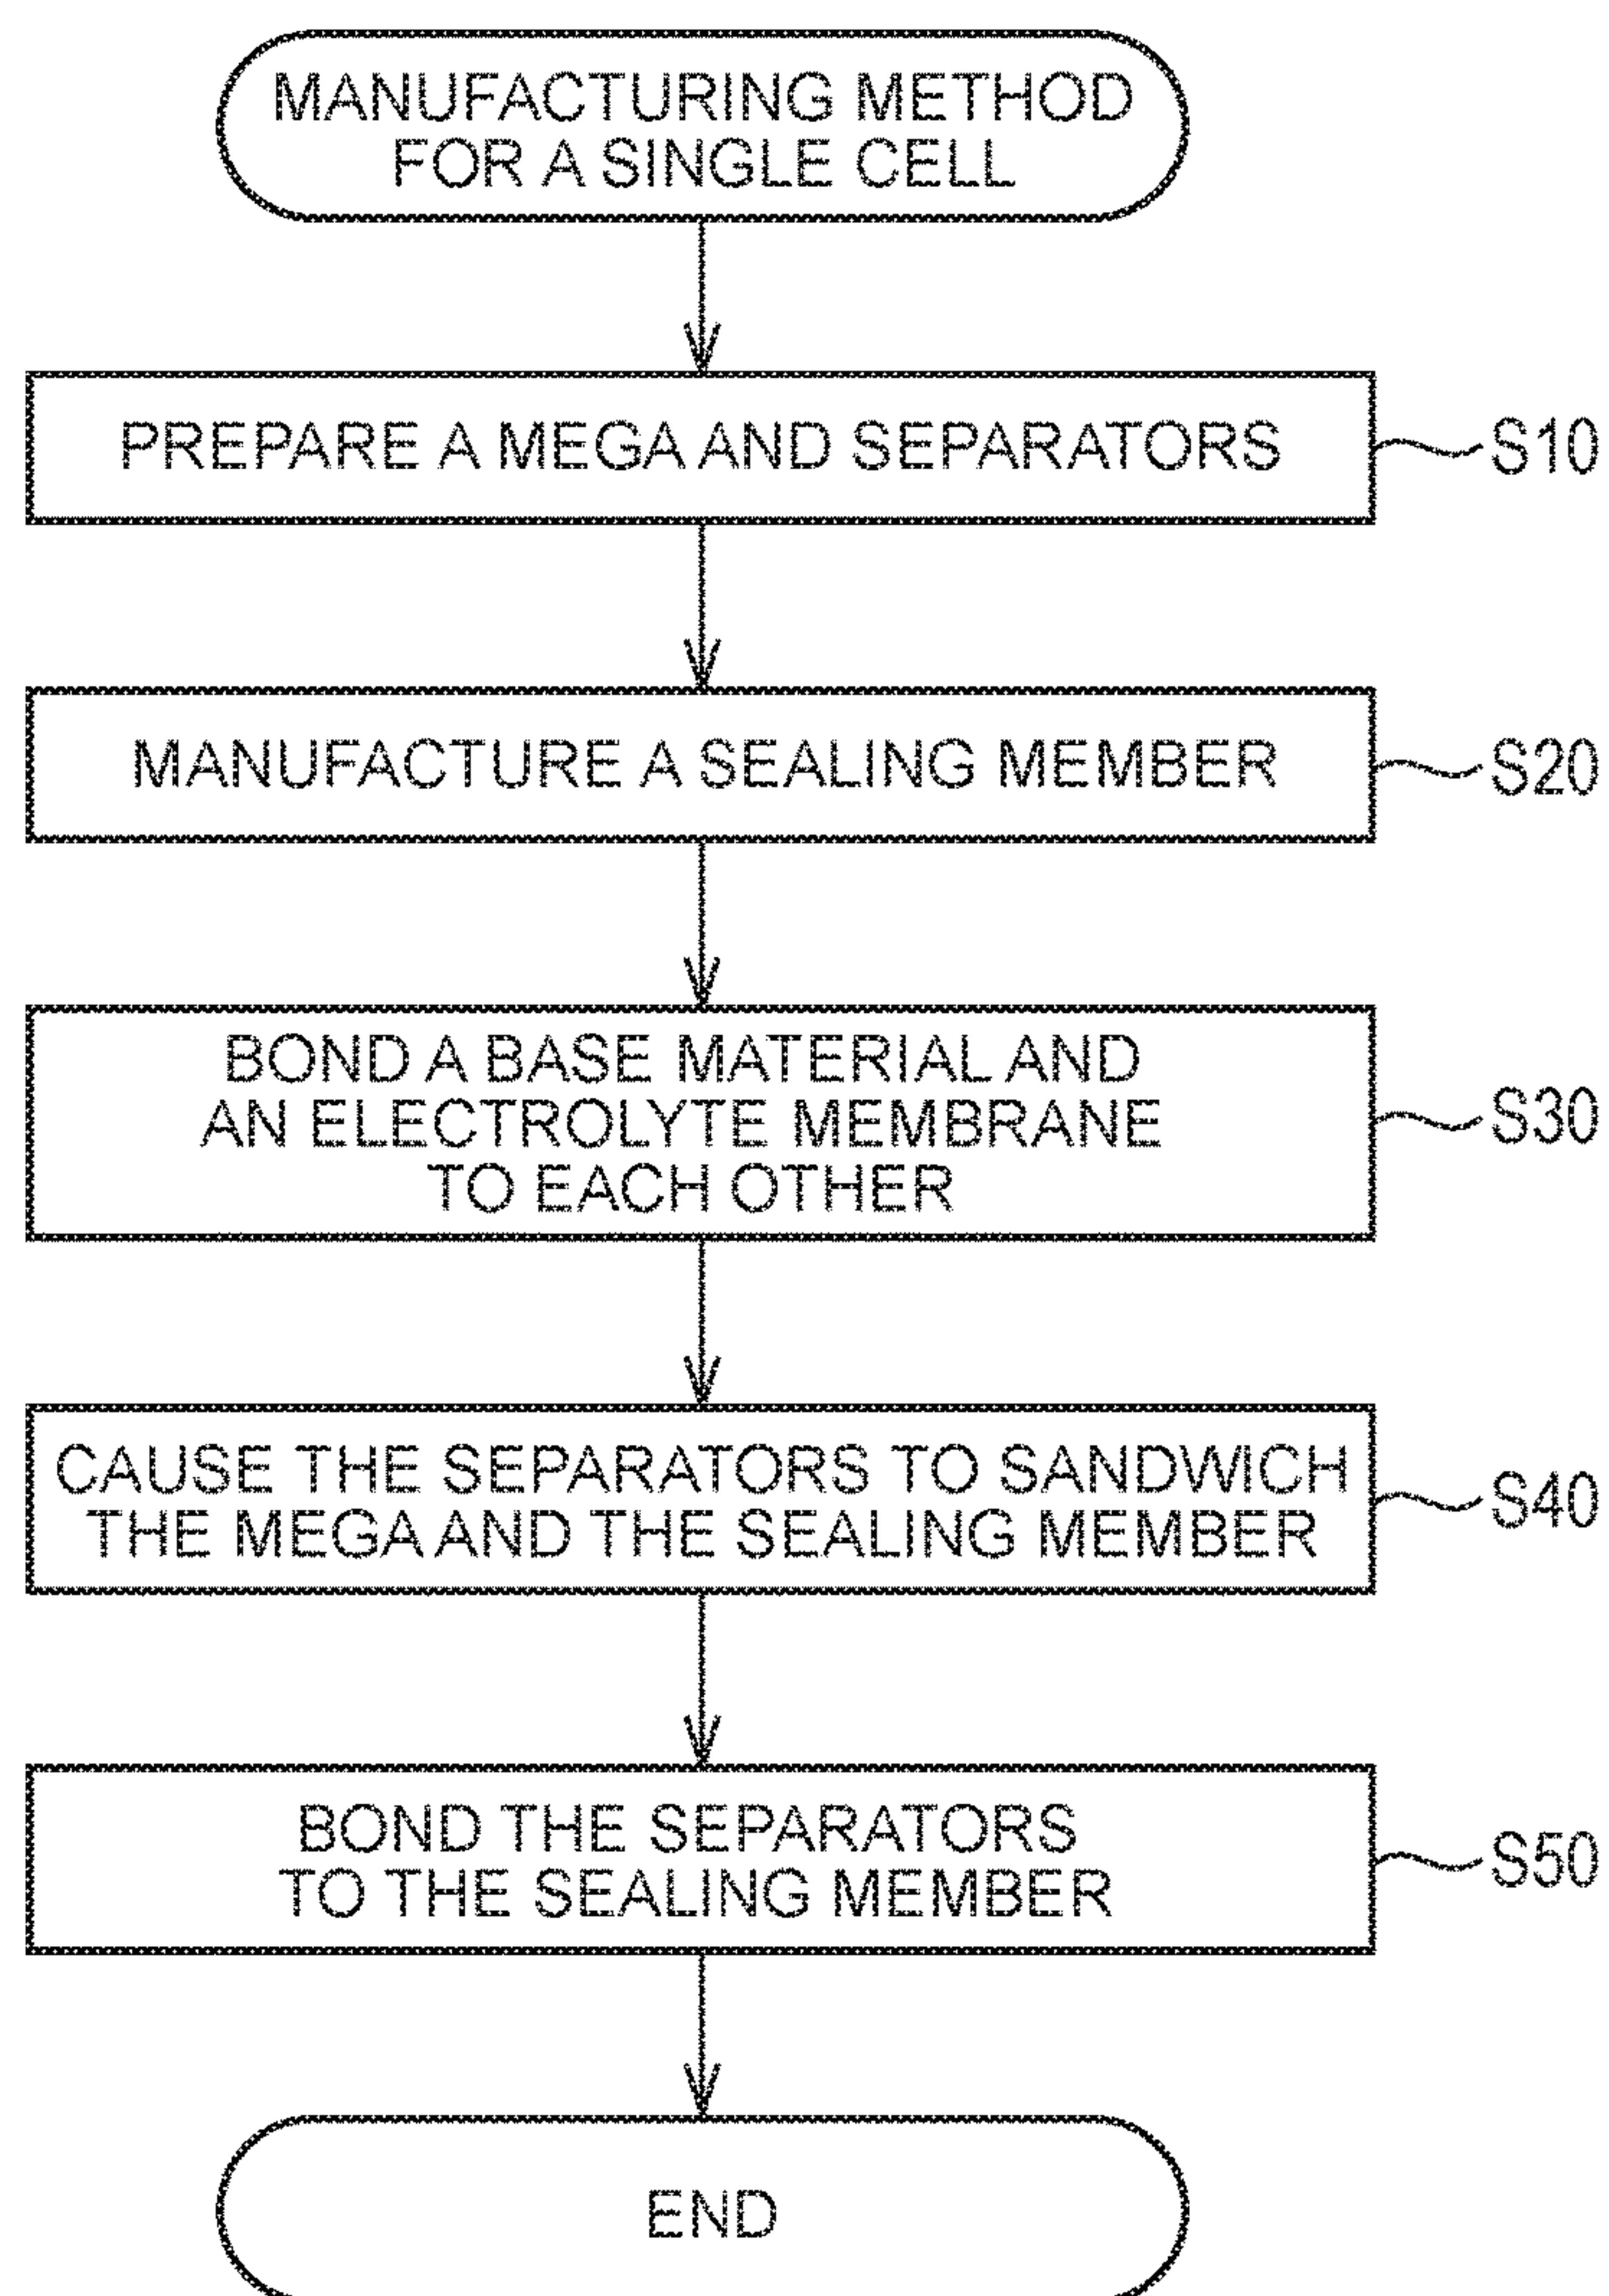 MANUFACTURING METHOD
FOR A SINGLE CELL
PREPARE A MEGA AND SEPARATORS
S10
MANUFACTURE A SEALING MEMBER
S20
BOND A BASE MATERIAL AND
AN ELECTROLYTE MEMBRANE
TO EACH OTHER
S30
CAUSE THE SEPARATORS TO SANDWICH
THE MEGA AND THE SEALING MEMBER
S40
BOND THE SEPARATORS
TO THE SEALING MEMBER
S50
END